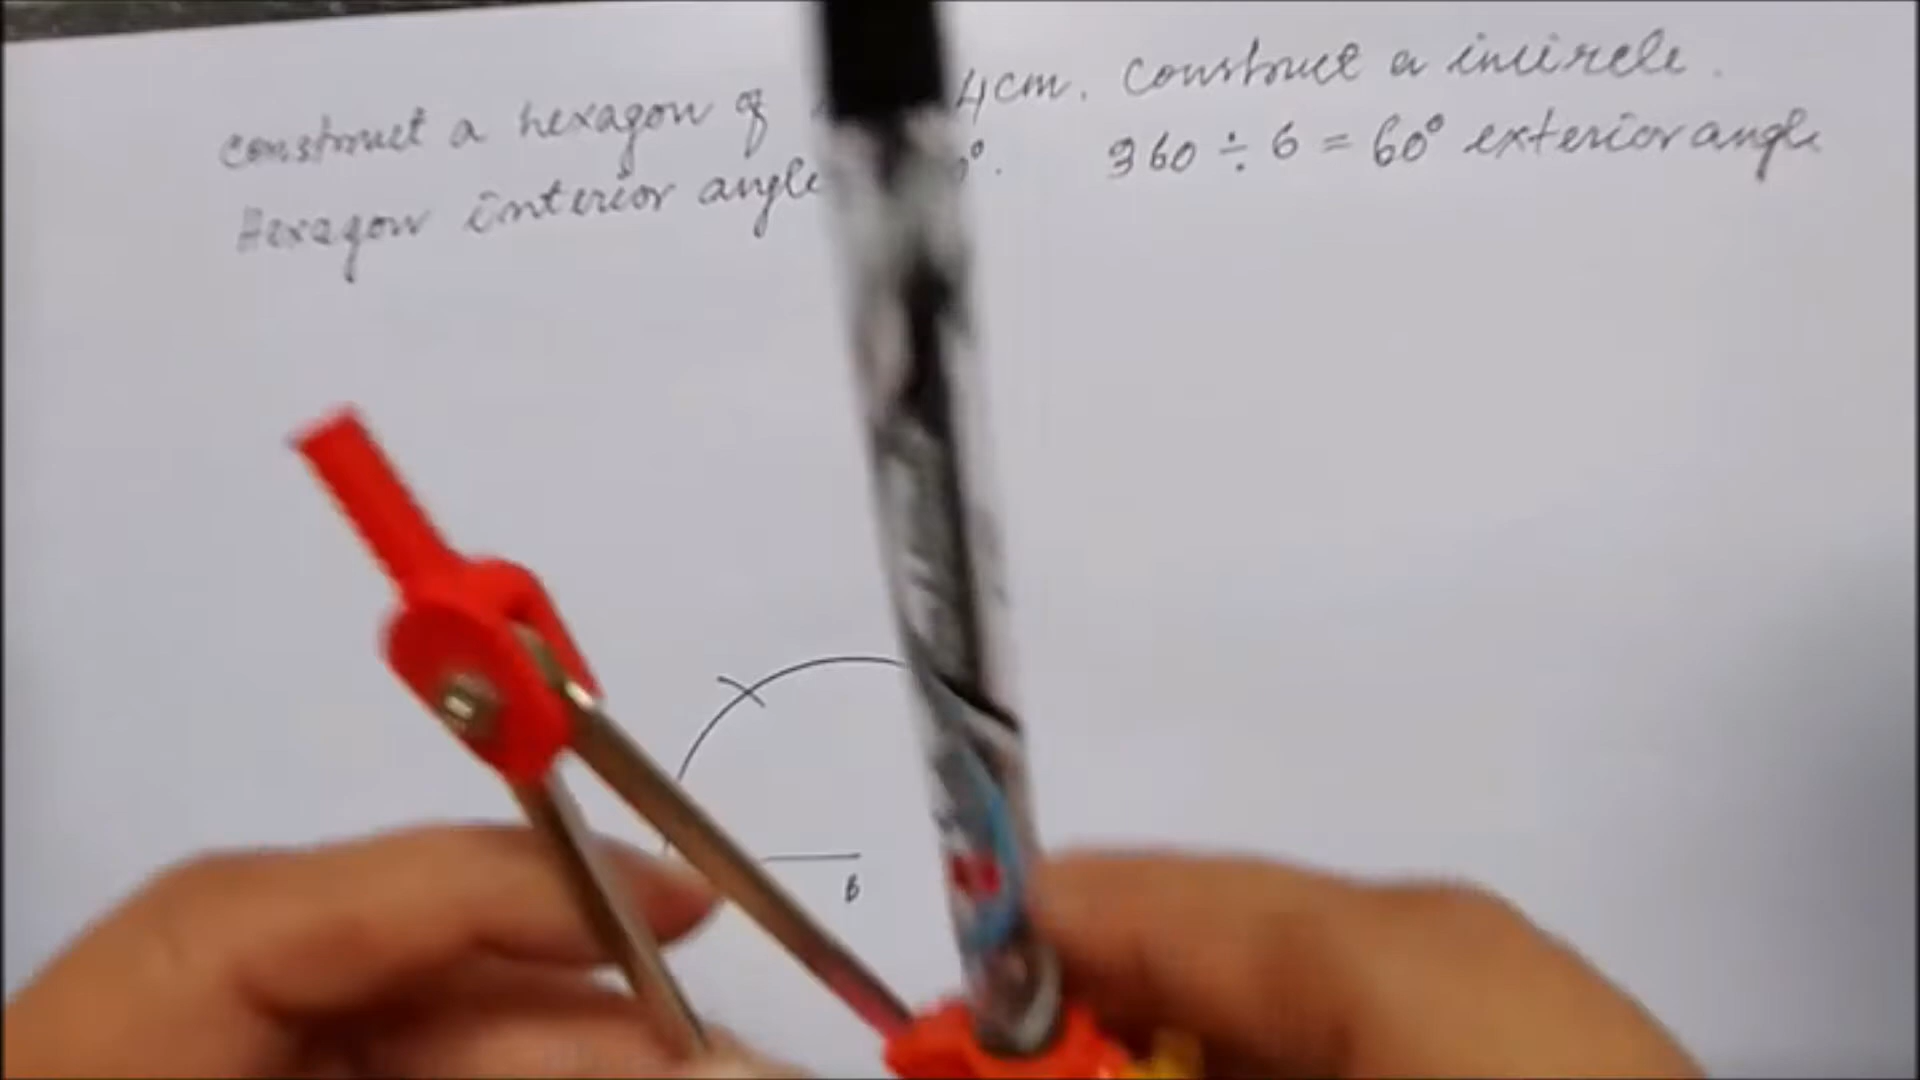 construct a hexagon of 4cm. Construct a incircle.
Hexagon interior angle °. 360 ÷ 6 = 60° exterior angle
B